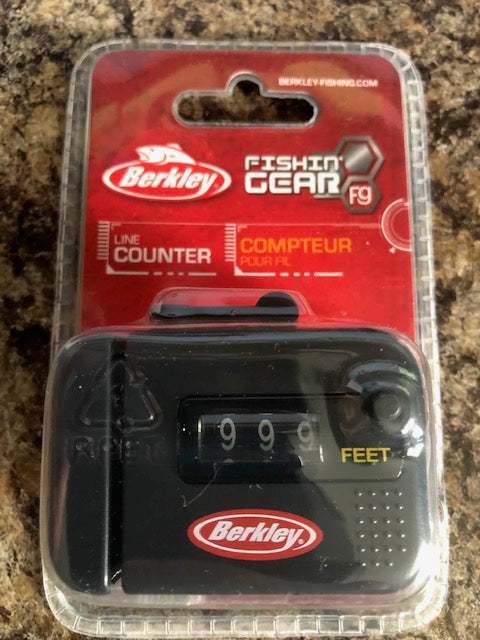 BERKLEY-FISHING.COM
Berkley
FISHIN'
GEAR
Fg
LINE
COUNTER
COMPTEUR
POUR FIL
999
FEET
Berkley